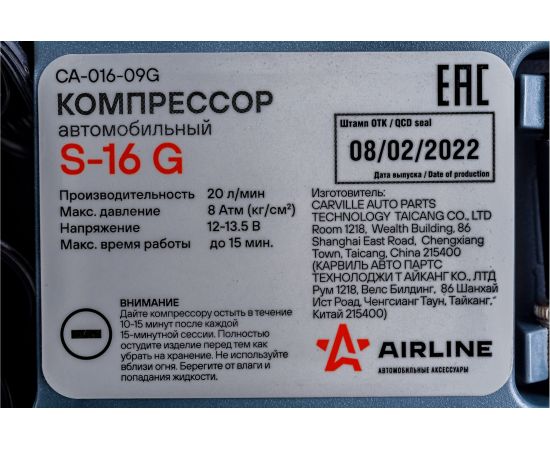 CA-016-09G
КОМПРЕССОР
автомобильный
S-16 G
Производительность 20 л/мин
Макс. давление 8 Атм (кг/см²)
Напряжение 12-13.5 В
Макс. время работы до 15 мин.
ВНИМАНИЕ
Дайте компрессору остыть в течение
10-15 минут после каждой
15-минутной сессии. Полностью
остудите изделие перед тем как
убрать на хранение. Не используйте
вблизи огня. Берегите от влаги и
попадания жидкости.
EAC
Штамп ОТК / QCD seal
08/02/2022
Дата выпуска / Date of production
Изготовитель:
CARVILLE AUTO PARTS
TECHNOLOGY TAICANG CO., LTD
Room 1218, Wealth Building, 86
Shanghai East Road, Chengxiang
Town, Taicang, China 215400
(КАРВИЛЬ АВТО ПАРТС
ТЕХНОЛОДЖИ Т АЙКАНГ КО., ЛТД
Рум 1218, Велс Билдинг, 86 Шанхай
Ист Роад, Ченгсианг Таун, Тайканг,
Китай 215400)
AIRLINE
АВТОМОБИЛЬНЫЕ АКСЕССУАРЫ